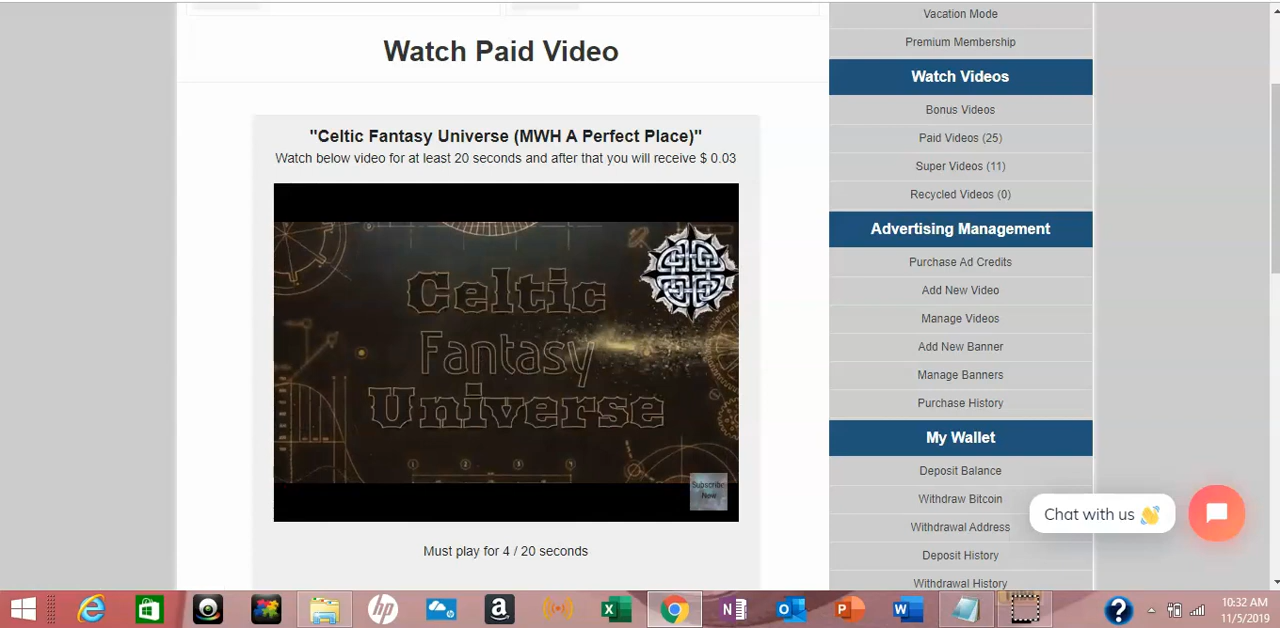 Watch Paid Video
"Celtic Fantasy Universe (MWH A Perfect Place)"
Watch below video for at least 20 seconds and after that you will receive $ 0.03
Celtic
Fantasy
Universe
Subscribe
Now
Must play for 4 / 20 seconds
Vacation Mode
Premium Membership
Watch Videos
Bonus Videos
Paid Videos (25)
Super Videos (11)
Recycled Videos (0)
Advertising Management
Purchase Ad Credits
Add New Video
Manage Videos
Add New Banner
Manage Banners
Purchase History
My Wallet
Deposit Balance
Withdraw Bitcoin
Withdrawal Address
Deposit History
Withdrawal History
Chat with us 👋
10:32 AM
11/5/2019